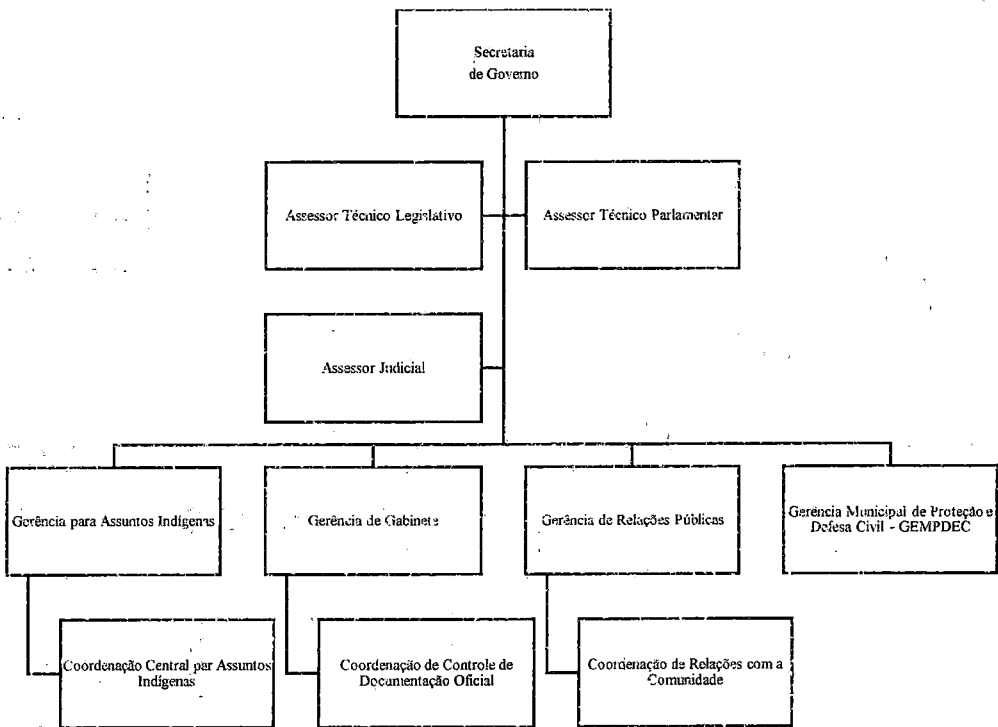 Secretaria
de Governo
Assessor Técnico Legislativo
Assessor Técnico Parlamentar
Assessor Judicial
Gerência para Assuntos Indígenas
Gerência de Gabinete
Gerência de Relações Públicas
Gerência Municipal de Proteção e
Defesa Civil - GEMPDEC
Coordenação Central par Assuntos
Indígenas
Coordenação de Controle de
Documentação Oficial
Coordenação de Relações com a
Comunidade